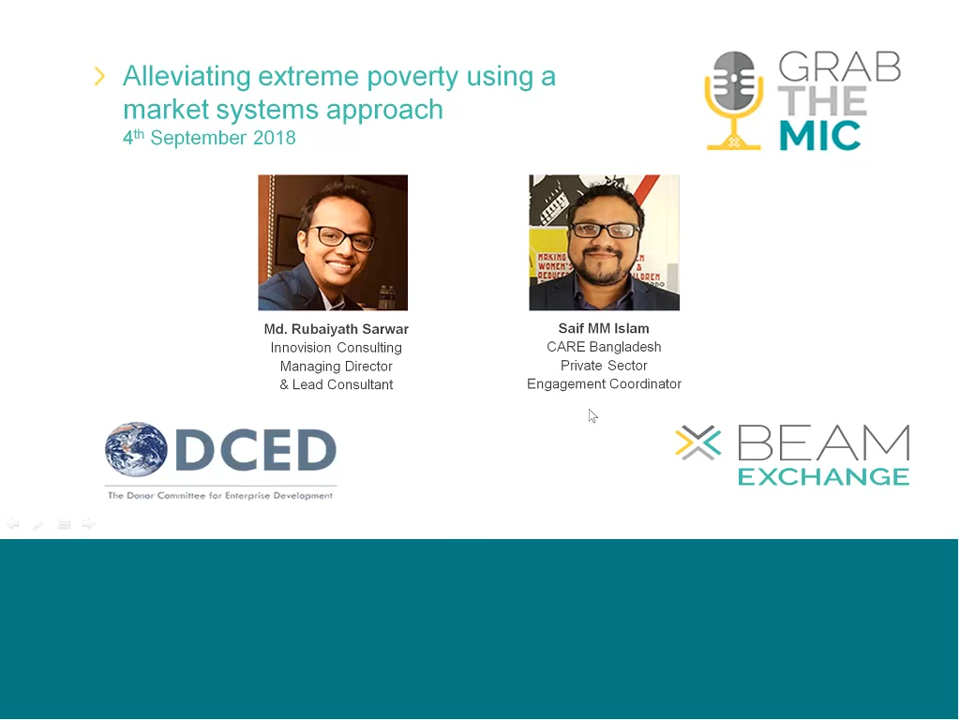 Alleviating extreme poverty using a
market systems approach
4th September 2018
GRAB
THE
MIC
MAKING
WOMEN'S
Md. Rubaiyath Sarwar
Innovision Consulting
Managing Director
& Lead Consultant
Saif MM Islam
CARE Bangladesh
Private Sector
Engagement Coordinator
DCED
The Donor Committee for Enterprise Development
BEAM
EXCHANGE